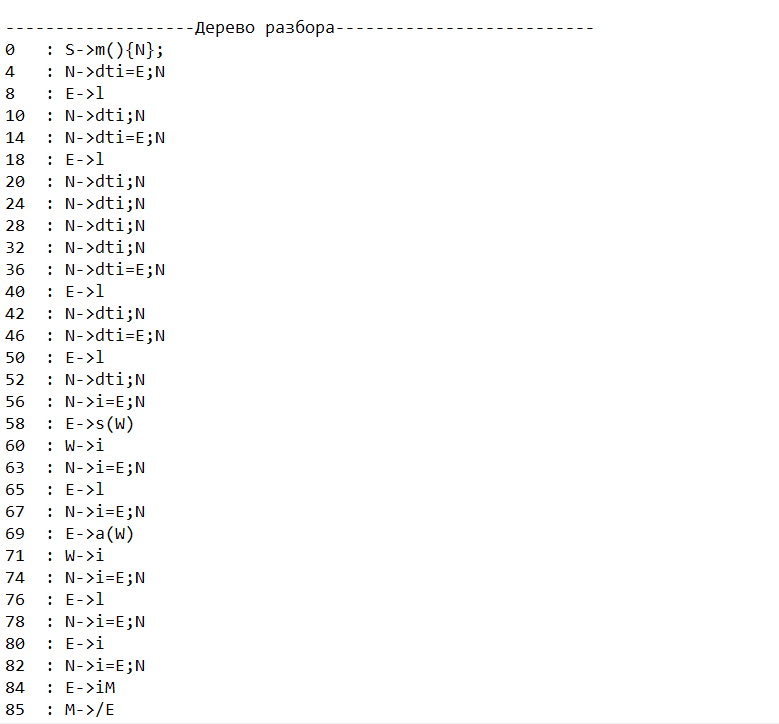 -------------------Дерево разбора--------------------------
0   : S->m(){N};
4   : N->dti=E;N
8   : E->l
10  : N->dti;N
14  : N->dti=E;N
18  : E->l
20  : N->dti;N
24  : N->dti;N
28  : N->dti;N
32  : N->dti;N
36  : N->dti=E;N
40  : E->l
42  : N->dti;N
46  : N->dti=E;N
50  : E->l
52  : N->dti;N
56  : N->i=E;N
58  : E->s(W)
60  : W->i
63  : N->i=E;N
65  : E->l
67  : N->i=E;N
69  : E->a(W)
71  : W->i
74  : N->i=E;N
76  : E->l
78  : N->i=E;N
80  : E->i
82  : N->i=E;N
84  : E->iM
85  : M->/E